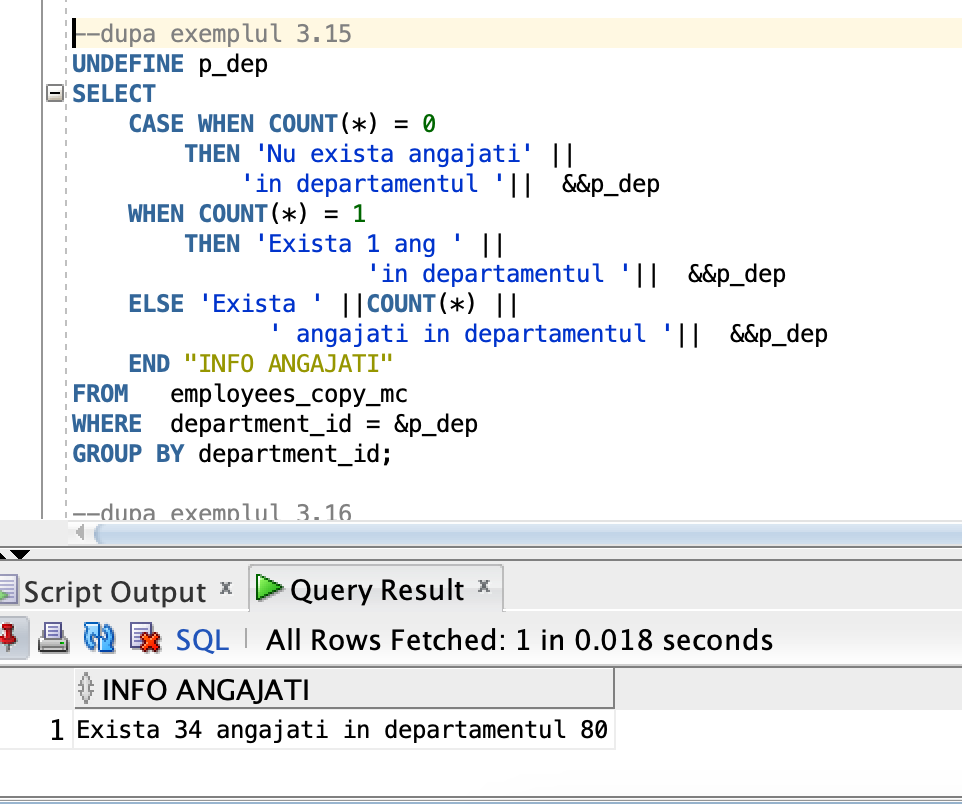 --dupa exemplul 3.15
UNDEFINE p_dep
SELECT
CASE WHEN COUNT(*) = 0
THEN 'Nu exista angajati' ||
'in departamentul '||  &&p_dep
WHEN COUNT(*) = 1
THEN 'Exista 1 ang ' ||
'in departamentul '||  &&p_dep
ELSE 'Exista ' ||COUNT(*) ||
' angajati in departamentul '||  &&p_dep
END "INFO ANGAJATI"
FROM   employees_copy_mc
WHERE  department_id = &p_dep
GROUP BY department_id;
--dupa exemplul 3.16
Script Output x Query Result x
SQL All Rows Fetched: 1 in 0.018 seconds
INFO ANGAJATI
1 Exista 34 angajati in departamentul 80